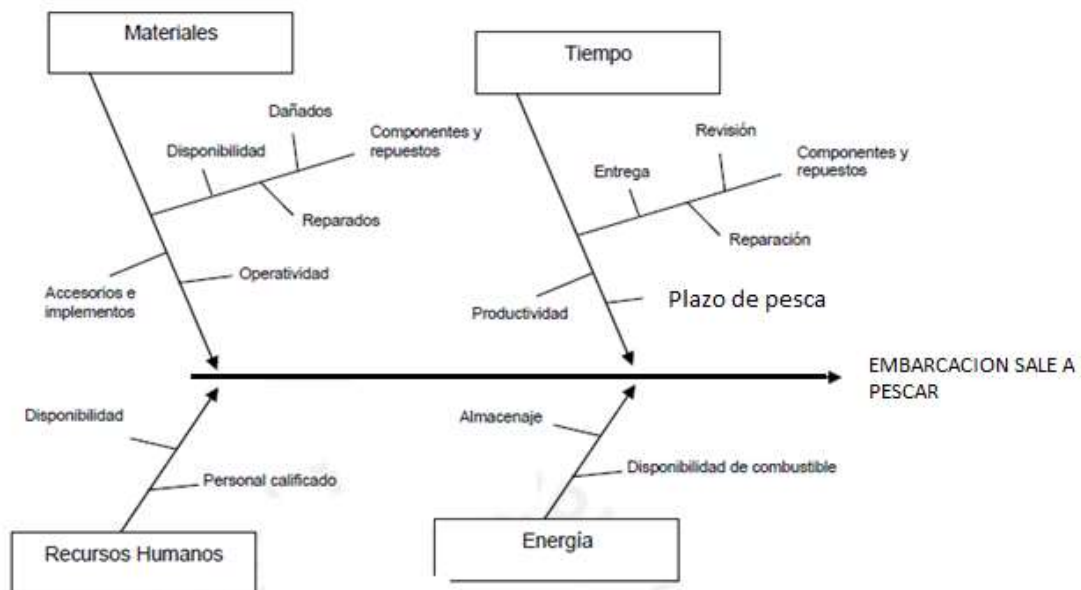 Materiales
Tiempo
Dañados
Disponibilidad
Componentes y
repuestos
Reparados
Operatividad
Accesorios e
implementos
Revisión
Entrega
Componentes y
repuestos
Reparación
Plazo de pesca
Productividad
EMBARCACION SALE A
PESCAR
Disponibilidad
Personal calificado
Recursos Humanos
Almacenaje
Disponibilidad de combustible
Energía